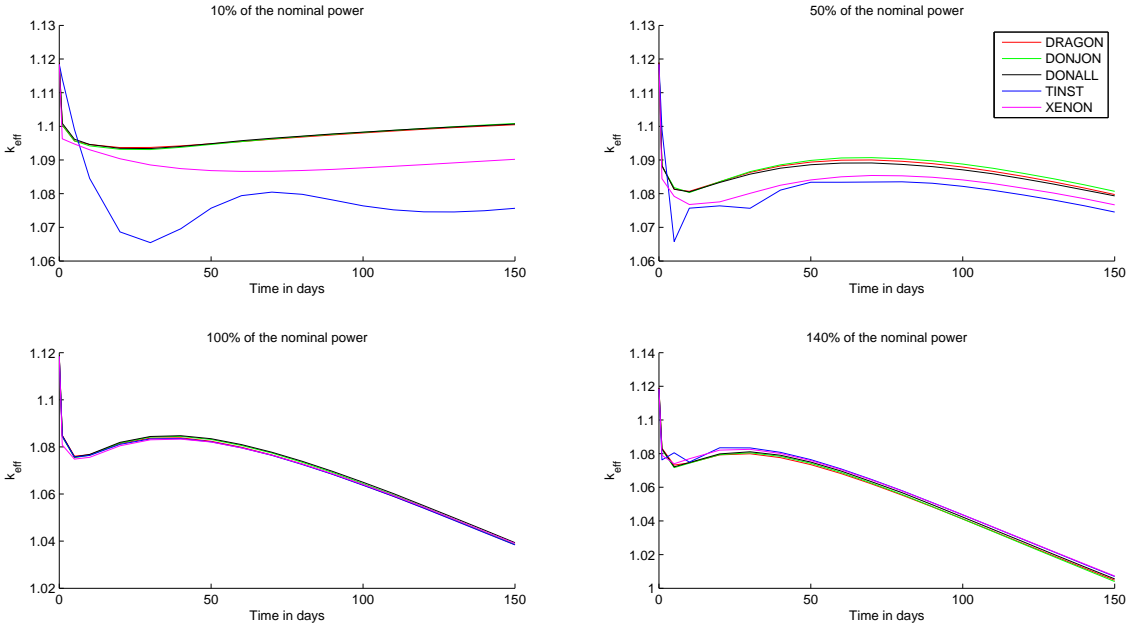 10% of the nominal power
1.13
1.12
1.11
1.1
1.09
1.08
1.07
1.06
k_eff
0
50
100
150
Time in days
50% of the nominal power
1.13
1.12
1.11
1.1
1.09
1.08
1.07
1.06
k_eff
0
50
100
150
Time in days
DRAGON
DONJON
DONALL
TINST
XENON
100% of the nominal power
1.12
1.1
1.08
1.06
1.04
1.02
k_eff
0
50
100
150
Time in days
140% of the nominal power
1.14
1.12
1.1
1.08
1.06
1.04
1.02
1
k_eff
0
50
100
150
Time in days